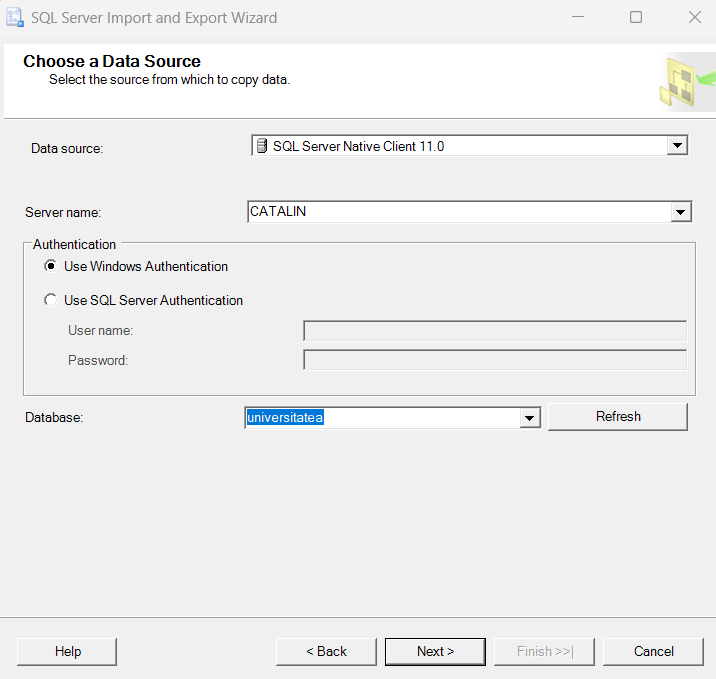 SQL Server Import and Export Wizard
Choose a Data Source
Select the source from which to copy data.
Data source: SQL Server Native Client 11.0
Server name: CATALIN
Authentication
Use Windows Authentication
Use SQL Server Authentication
User name:
Password:
Database: universitatea Refresh
Help < Back Next > Finish >>| Cancel